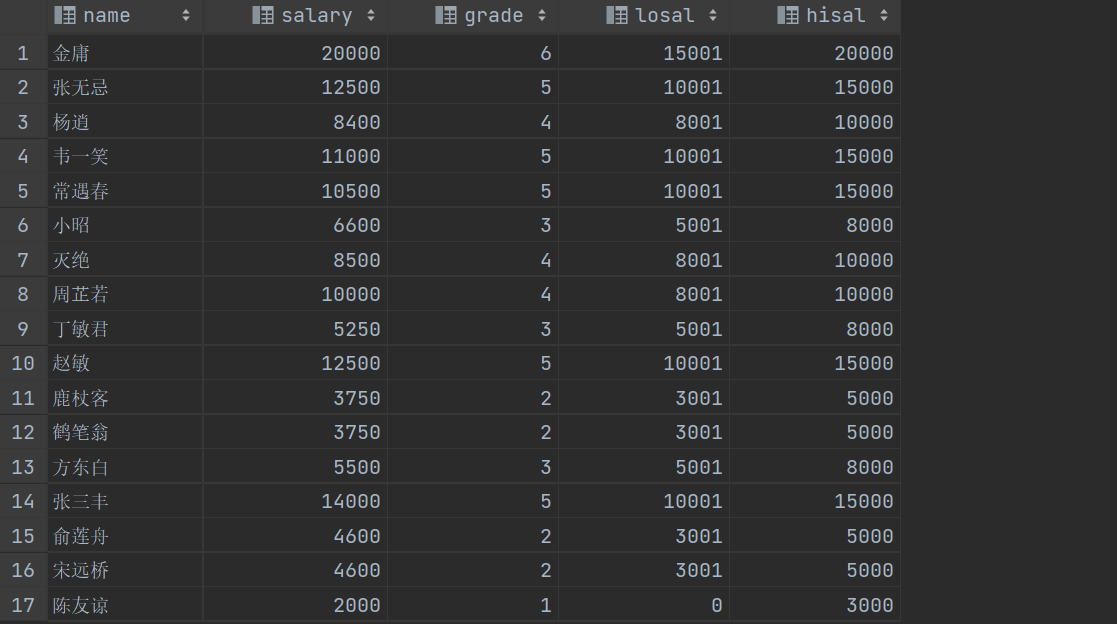 name salary grade losal hisal
1 金庸 20000 6 15001 20000
2 张无忌 12500 5 10001 15000
3 杨逍 8400 4 8001 10000
4 韦一笑 11000 5 10001 15000
5 常遇春 10500 5 10001 15000
6 小昭 6600 3 5001 8000
7 灭绝 8500 4 8001 10000
8 周芷若 10000 4 8001 10000
9 丁敏君 5250 3 5001 8000
10 赵敏 12500 5 10001 15000
11 鹿杖客 3750 2 3001 5000
12 鹤笔翁 3750 2 3001 5000
13 方东白 5500 3 5001 8000
14 张三丰 14000 5 10001 15000
15 俞莲舟 4600 2 3001 5000
16 宋远桥 4600 2 3001 5000
17 陈友谅 2000 1 0 3000